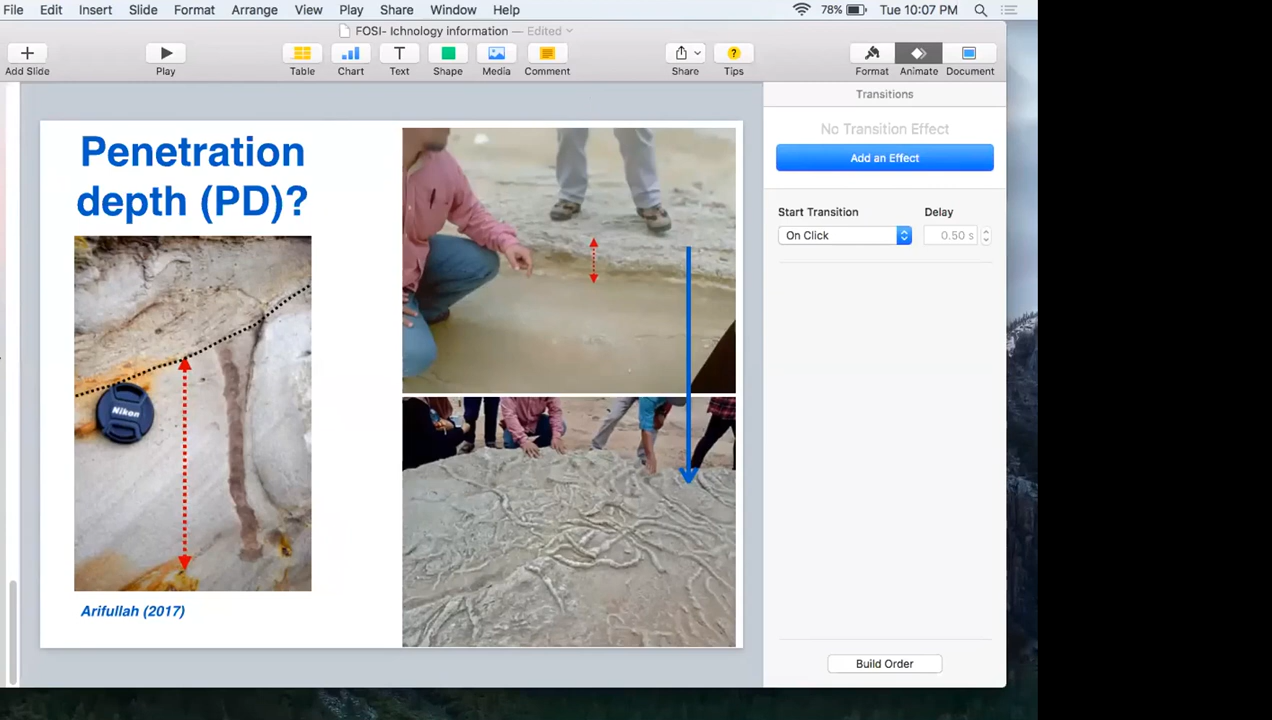 File Edit Insert Slide Format Arrange View Play Share Window Help 78% Tue 10:07 PM
FOSI- Ichnology information — Edited
Add Slide Play Table Chart Text Shape Media Comment Share Tips Format Animate Document
Transitions
No Transition Effect
Add an Effect
Start Transition Delay
On Click 0.50 s
Penetration
depth (PD)?
Nikon
Arifullah (2017)
Build Order